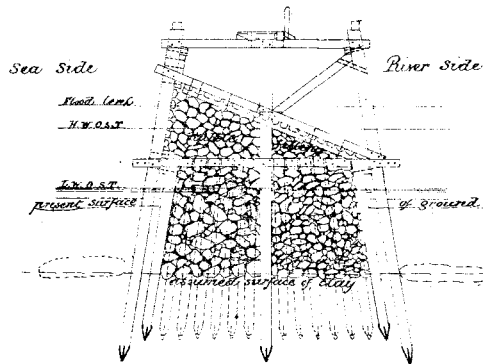 Sea Side
River Side
Flood level
H.W.O.S.T
L.W.O.S.T.
present surface of ground.
Assumed surface of Clay